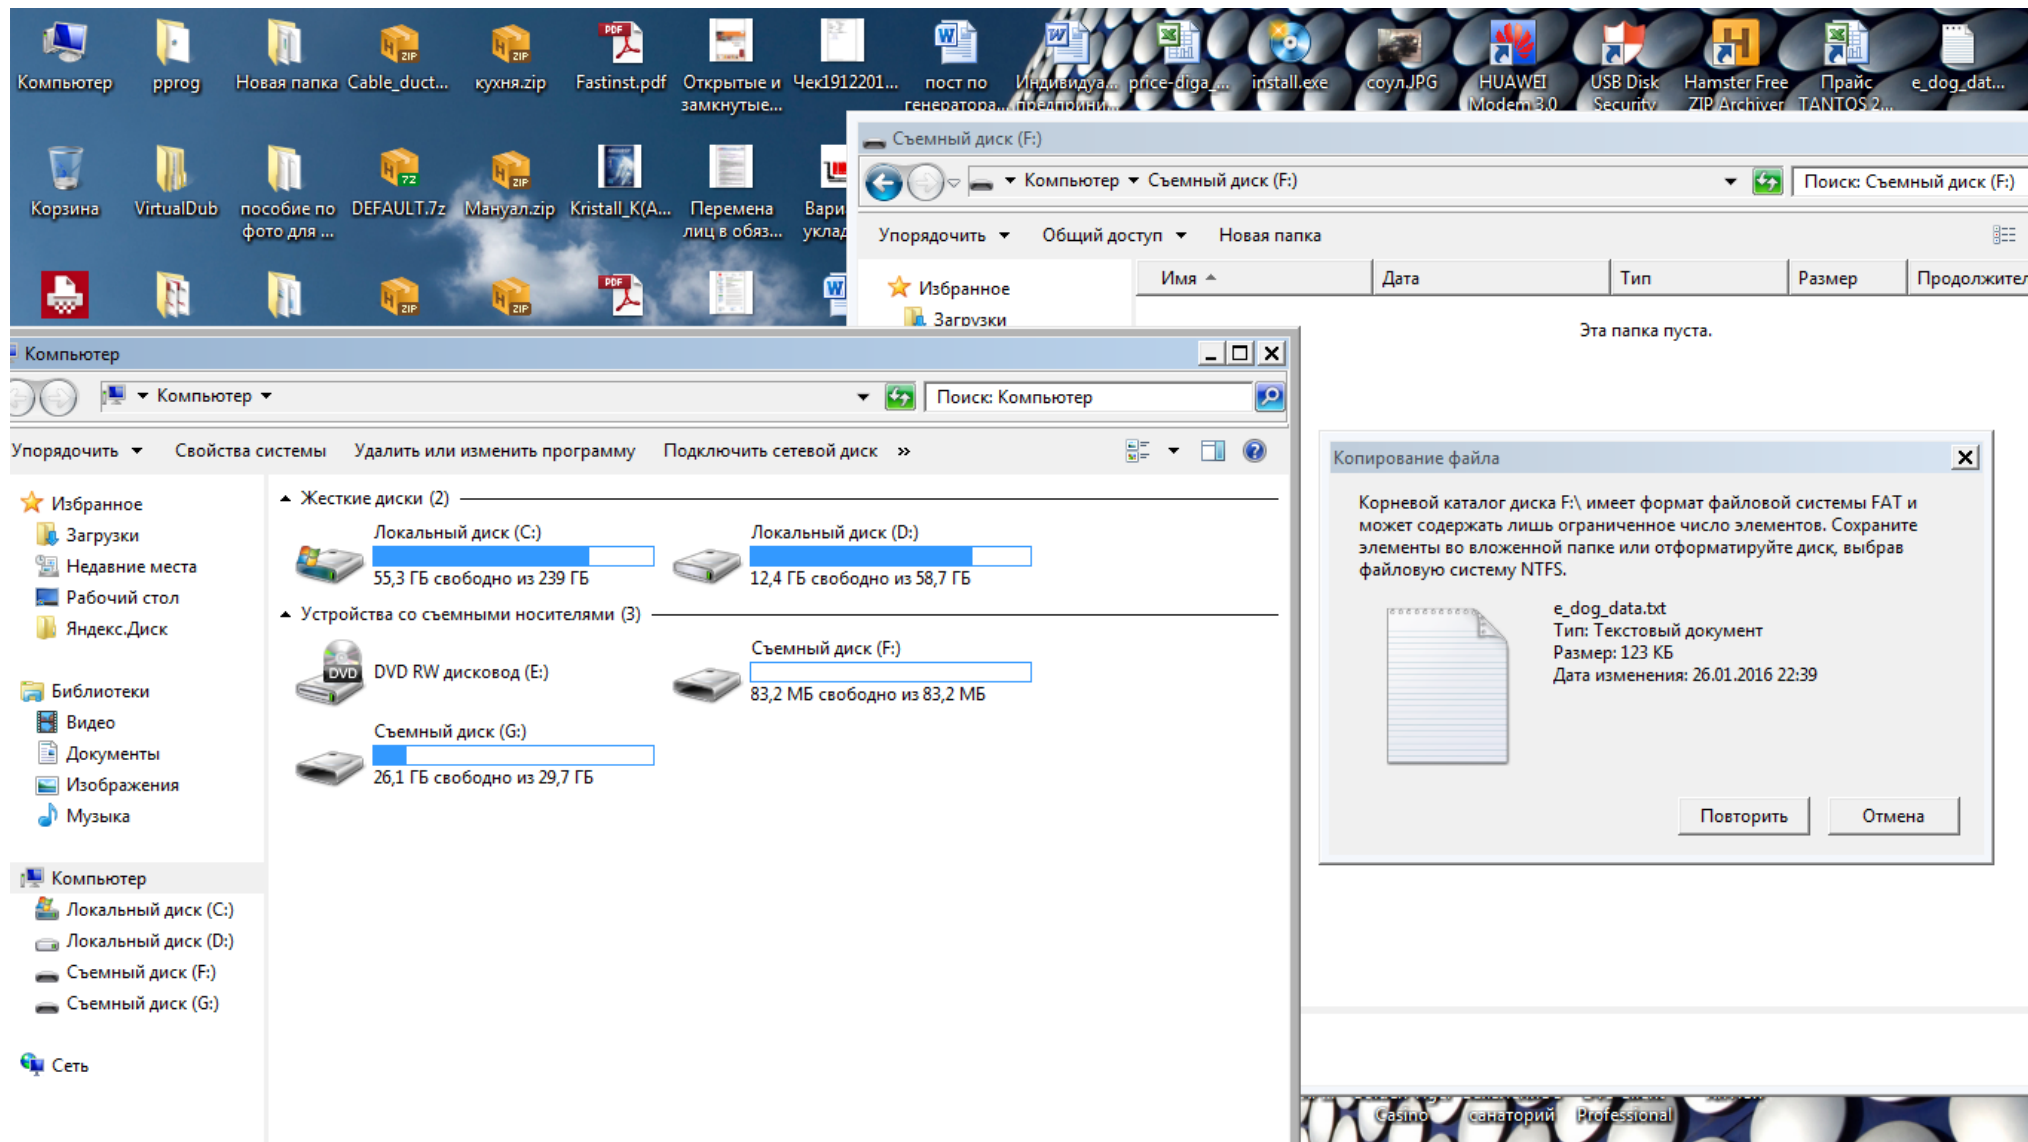 Компьютер
pprog
Новая папка
Cable_duct...
кухня.zip
Fastinst.pdf
Открытые и
замкнутые...
Чек1912201...
пост по
генератора...
Индивидуа...
предприни...
price-diga_...
install.exe
соул.JPG
HUAWEI
Modem 3.0
USB Disk
Security
Hamster Free
ZIP Archiver
Прайс
TANTOS 2...
e_dog_dat...
Корзина
VirtualDub
пособие по
фото для ...
DEFAULT.7z
Мануал.zip
Kristall_K(A...
Перемена
лиц в обяз...
Вари
уклад
Съемный диск (F:)
Компьютер
Съемный диск (F:)
Поиск: Съемный диск (F:)
Упорядочить
Общий доступ
Новая папка
Имя
Дата
Тип
Размер
Продолжител
Избранное
Загрузки
Эта папка пуста.
Компьютер
Компьютер
Поиск: Компьютер
Упорядочить
Свойства системы
Удалить или изменить программу
Подключить сетевой диск
»
Избранное
Загрузки
Недавние места
Рабочий стол
Яндекс.Диск
Библиотеки
Видео
Документы
Изображения
Музыка
Компьютер
Локальный диск (C:)
Локальный диск (D:)
Съемный диск (F:)
Съемный диск (G:)
Сеть
Жесткие диски (2)
Локальный диск (C:)
55,3 ГБ свободно из 239 ГБ
Локальный диск (D:)
12,4 ГБ свободно из 58,7 ГБ
Устройства со съемными носителями (3)
DVD RW дисковод (E:)
Съемный диск (F:)
83,2 МБ свободно из 83,2 МБ
Съемный диск (G:)
26,1 ГБ свободно из 29,7 ГБ
Копирование файла
Корневой каталог диска F:\ имеет формат файловой системы FAT и
может содержать лишь ограниченное число элементов. Сохраните
элементы во вложенной папке или отформатируйте диск, выбрав
файловую систему NTFS.
e_dog_data.txt
Тип: Текстовый документ
Размер: 123 КБ
Дата изменения: 26.01.2016 22:39
Повторить
Отмена
Casino
санаторий
Professional